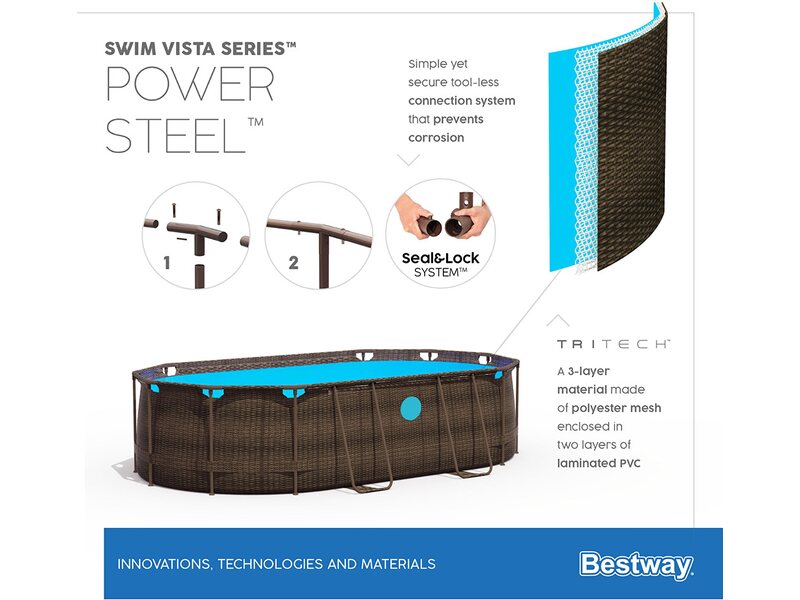 SWIM VISTA SERIES™
POWER
STEEL™
Simple yet
secure tool-less
connection system
that prevents
corrosion
1
2
Seal&Lock
SYSTEM™
TRITECH™
A 3-layer
material made
of polyester mesh
enclosed in
two layers of
laminated PVC
INNOVATIONS, TECHNOLOGIES AND MATERIALS
Bestway